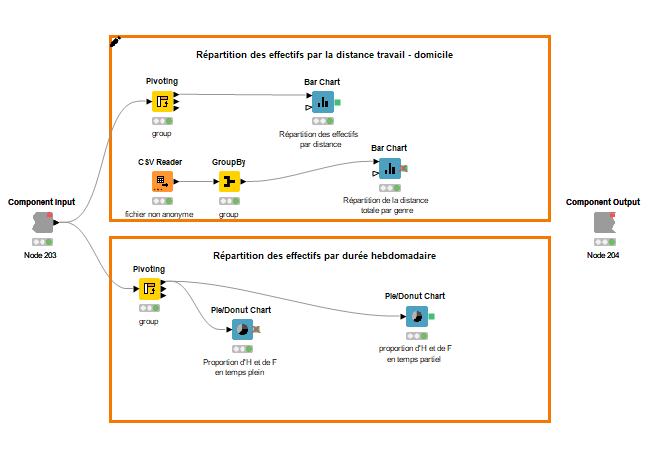 Répartition des effectifs par la distance travail - domicile
Pivoting
group
Bar Chart
Répartition des effectifs
par distance
CSV Reader
fichier non anonyme
GroupBy
group
Bar Chart
Répartition de la distance
totale par genre
Component Input
Node 203
Component Output
Node 204
Répartition des effectifs par durée hebdomadaire
Pivoting
group
Pie/Donut Chart
Proportion d'H et de F
en temps plein
Pie/Donut Chart
proportion d'H et de F
en temps partiel